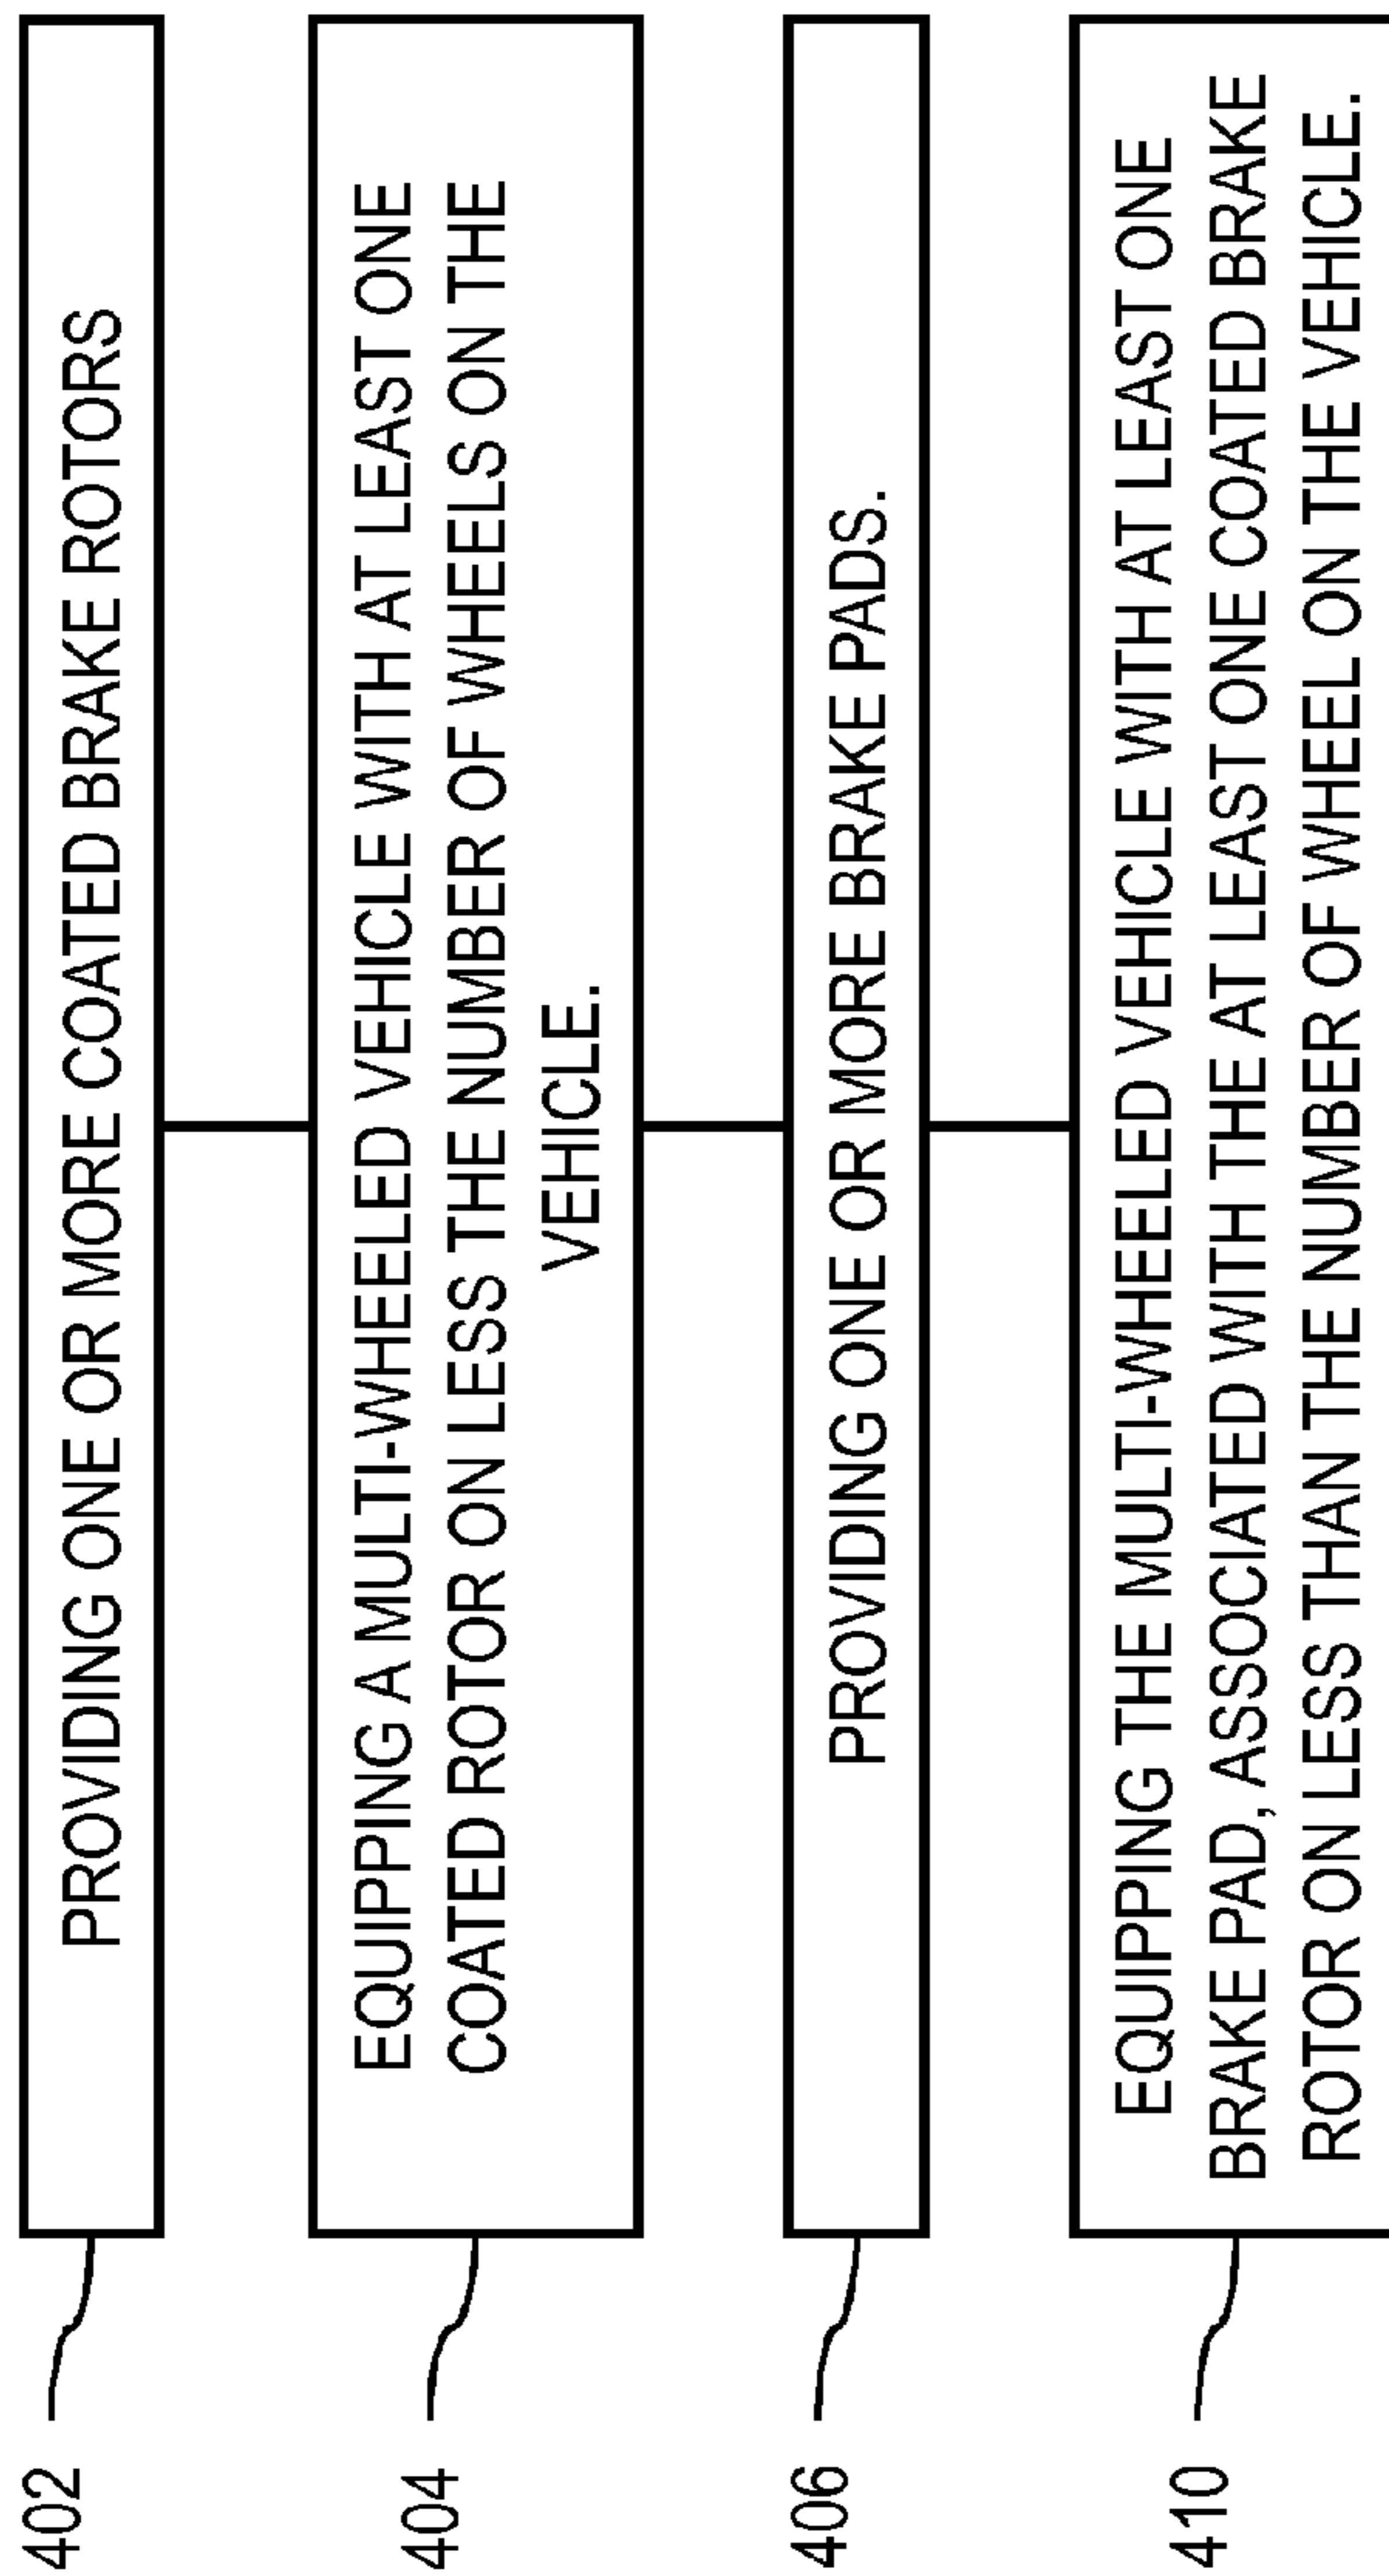 402
PROVIDING ONE OR MORE COATED BRAKE ROTORS
404
EQUIPPING A MULTI-WHEELED VEHICLE WITH AT LEAST ONE
COATED ROTOR ON LESS THE NUMBER OF WHEELS ON THE
VEHICLE.
406
PROVIDING ONE OR MORE BRAKE PADS.
410
EQUIPPING THE MULTI-WHEELED VEHICLE WITH AT LEAST ONE
BRAKE PAD, ASSOCIATED WITH THE AT LEAST ONE COATED BRAKE
ROTOR ON LESS THAN THE NUMBER OF WHEEL ON THE VEHICLE.